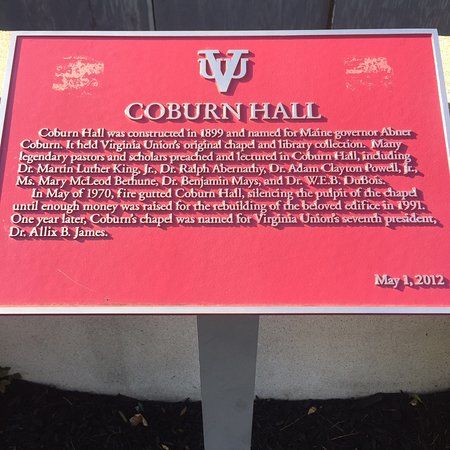 VU
COBURN HALL
Coburn Hall was constructed in 1899 and named for Maine governor Abner
Coburn. It held Virginia Union's original chapel and library collection. Many
legendary pastors and scholars preached and lectured in Coburn Hall, including
Dr. Martin Luther King, Jr., Dr. Ralph Abernathy, Dr. Adam Clayton Powell, Jr.,
Ms. Mary McLeod Bethune, Dr. Benjamin Mays, and Dr. W.E.B. DuBois.
In May of 1970, fire gutted Coburn Hall, silencing the pulpit of the chapel
until enough money was raised for the rebuilding of the beloved edifice in 1991.
One year later, Coburn's chapel was named for Virginia Union's seventh president,
Dr. Allix B. James.
May 1, 2012